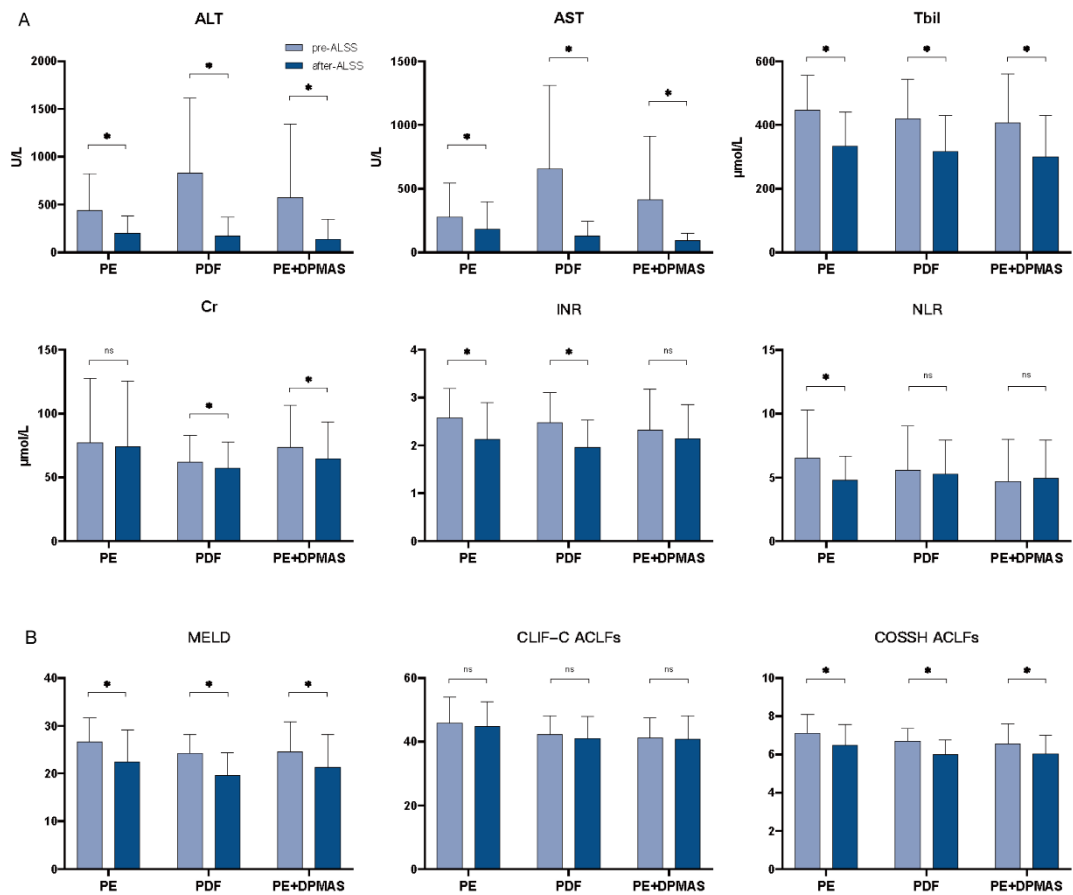 A
ALT
pre-ALSS
after-ALSS
U/L
2000
1500
1000
500
0
*
*
*
PE
PDF
PE+DPMAS
AST
U/L
1500
1000
500
0
*
*
*
PE
PDF
PE+DPMAS
Tbil
μmol/L
600
400
200
0
*
*
*
PE
PDF
PE+DPMAS
Cr
μmol/L
150
100
50
0
ns
*
*
PE
PDF
PE+DPMAS
INR
4
3
2
1
0
*
*
ns
PE
PDF
PE+DPMAS
NLR
15
10
5
0
*
ns
ns
PE
PDF
PE+DPMAS
B
MELD
40
30
20
10
0
*
*
*
PE
PDF
PE+DPMAS
CLIF-C ACLFs
60
40
20
0
ns
ns
ns
PE
PDF
PE+DPMAS
COSSH ACLFs
10
8
6
4
2
0
*
*
*
PE
PDF
PE+DPMAS